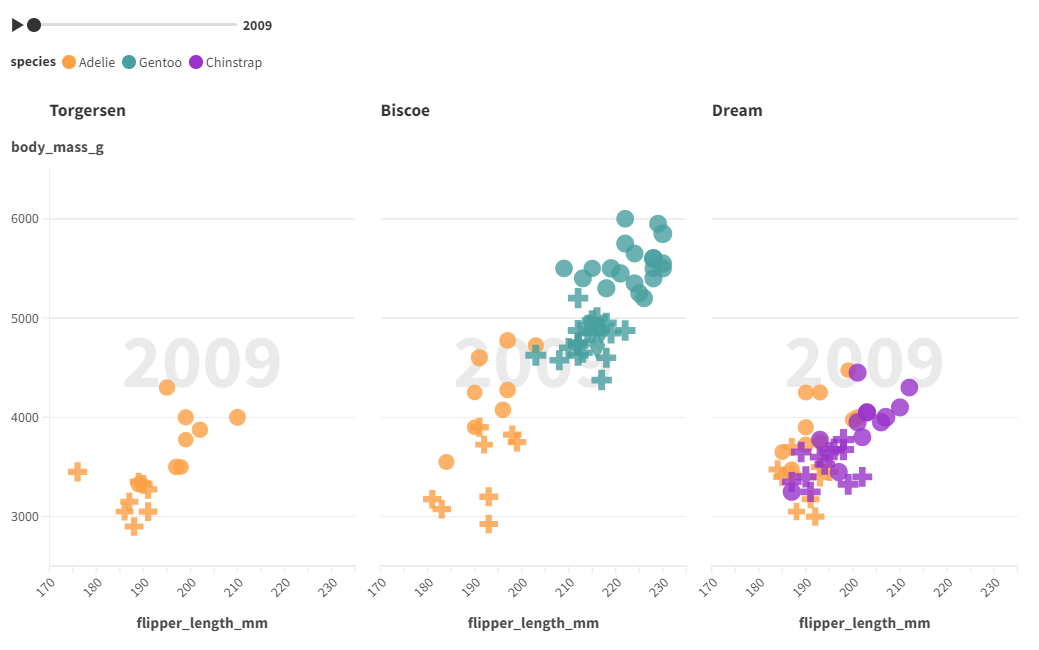 2009
species Adelie Gentoo Chinstrap
Torgersen Biscoe Dream
body_mass_g
6000
5000
2009 2009 2009
4000
3000
170 180 190 200 210 220 230 170 180 190 200 210 220 230 170 180 190 200 210 220 230
flipper_length_mm flipper_length_mm flipper_length_mm